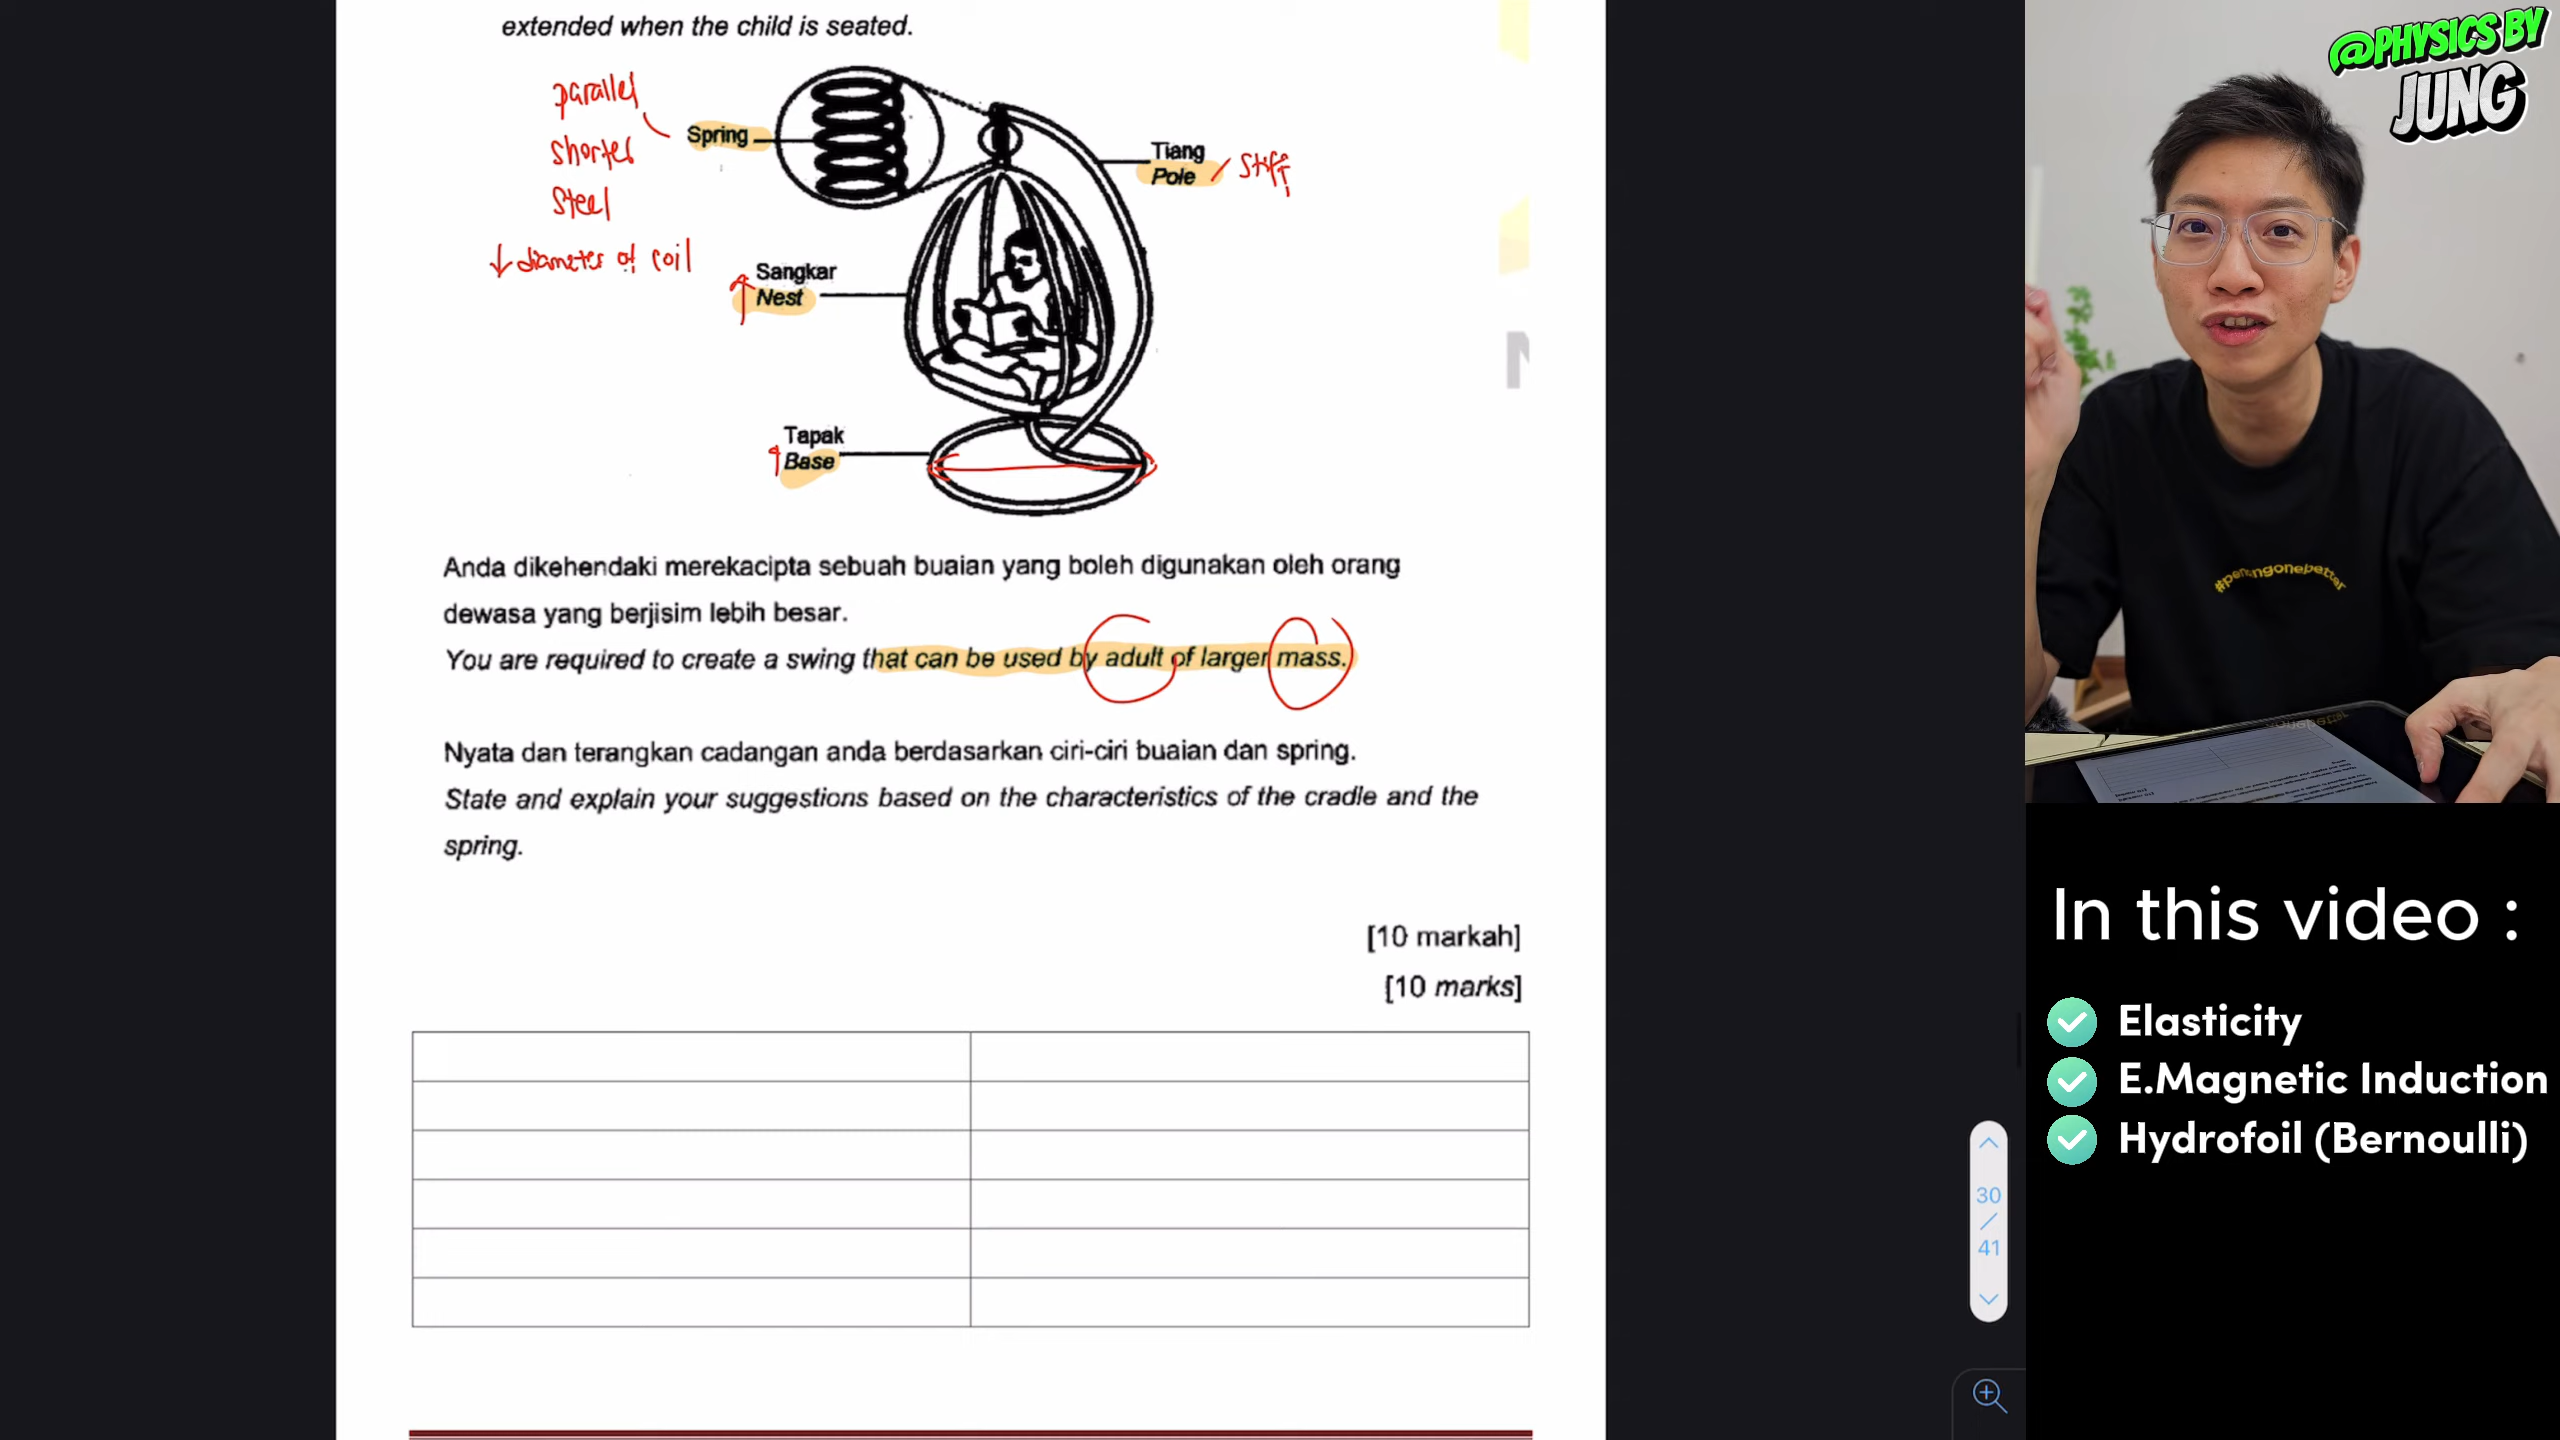 extended when the child is seated.
parallel
shorter
Steel
↓ diameter of coil
Spring
Tiang
Pole
Stiff
Sangkar
Nest
Tapak
Base
Anda dikehendaki merekacipta sebuah buaian yang boleh digunakan oleh orang
dewasa yang berjisim lebih besar.
You are required to create a swing that can be used by adult of larger mass.
Nyata dan terangkan cadangan anda berdasarkan ciri-ciri buaian dan spring.
State and explain your suggestions based on the characteristics of the cradle and the
spring.
[10 markah]
[10 marks]
30
/
41
@PHYSICS BY
JUNG
In this video :
Elasticity
E.Magnetic Induction
Hydrofoil (Bernoulli)